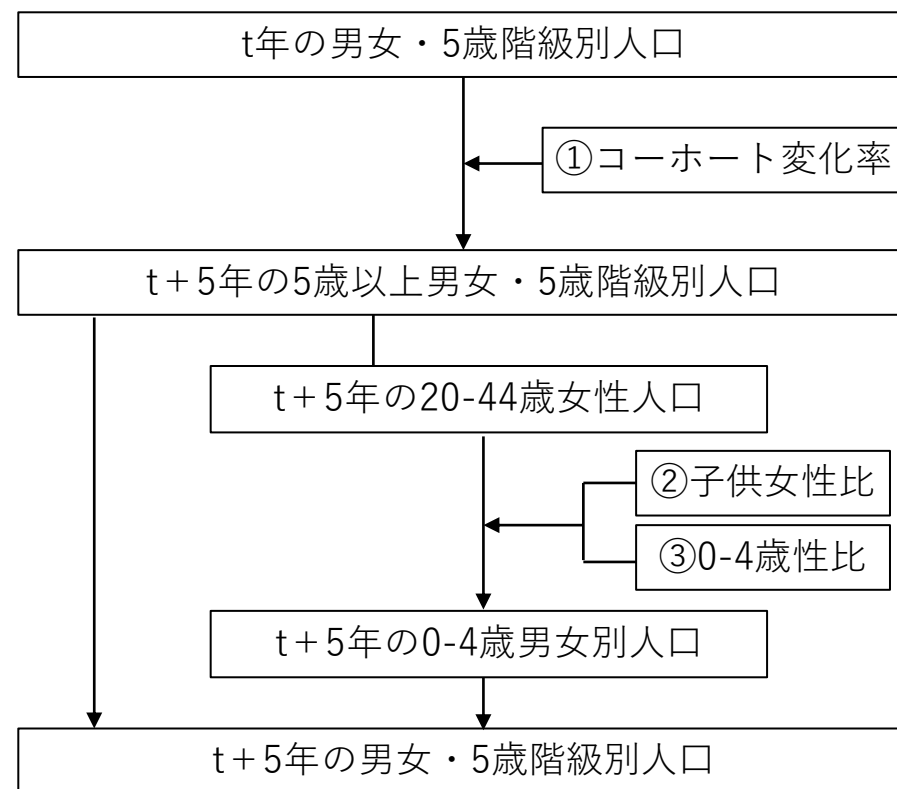 t年の男女・5歳階級別人口
①コーホート変化率
t＋5年の5歳以上男女・5歳階級別人口
t＋5年の20-44歳女性人口
②子供女性比
③0-4歳性比
t＋5年の0-4歳男女別人口
t＋5年の男女・5歳階級別人口